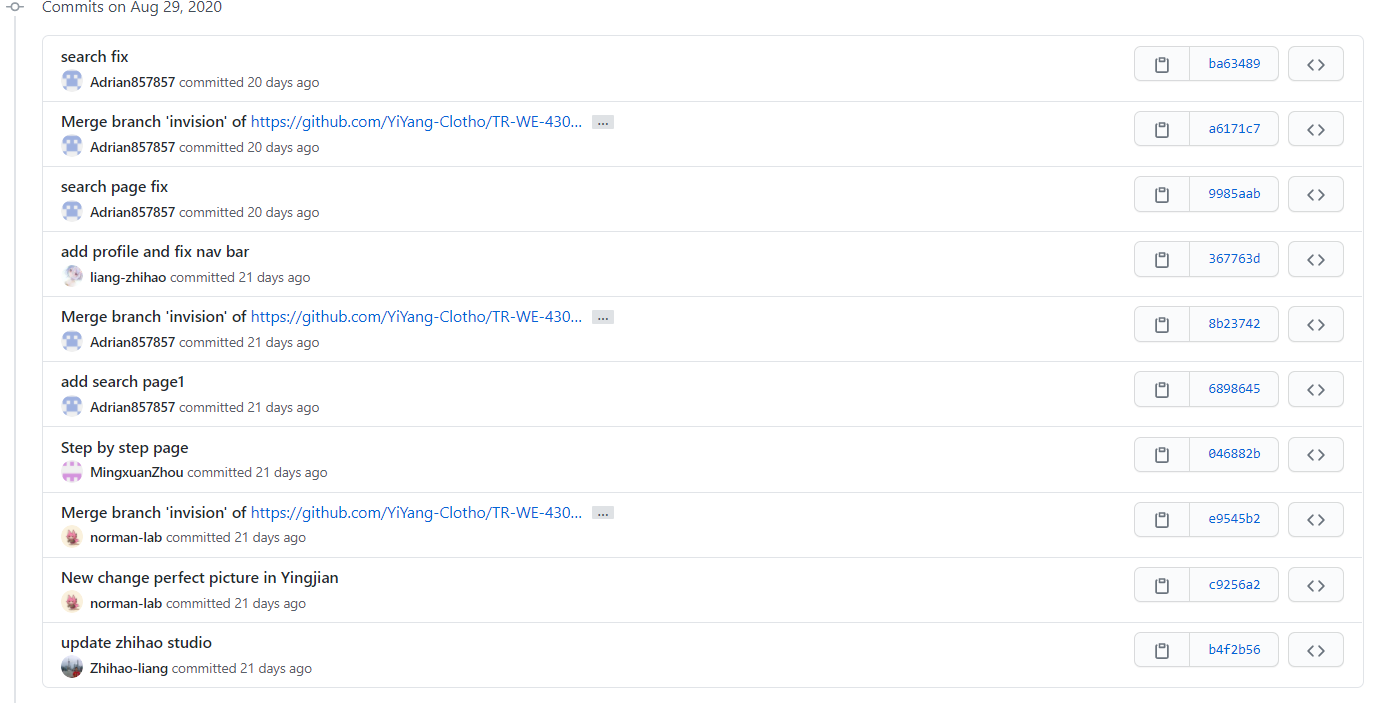 Commits on Aug 29, 2020
search fix
ba63489
Adrian857857 committed 20 days ago
Merge branch 'invision' of https://github.com/YiYang-Clotho/TR-WE-430... ...
a6171c7
Adrian857857 committed 20 days ago
search page fix
9985aab
Adrian857857 committed 20 days ago
add profile and fix nav bar
367763d
liang-zhihao committed 21 days ago
Merge branch 'invision' of https://github.com/YiYang-Clotho/TR-WE-430... ...
8b23742
Adrian857857 committed 21 days ago
add search page1
6898645
Adrian857857 committed 21 days ago
Step by step page
046882b
MingxuanZhou committed 21 days ago
Merge branch 'invision' of https://github.com/YiYang-Clotho/TR-WE-430... ...
e9545b2
norman-lab committed 21 days ago
New change perfect picture in Yingjian
c9256a2
norman-lab committed 21 days ago
update zhihao studio
b4f2b56
Zhihao-liang committed 21 days ago